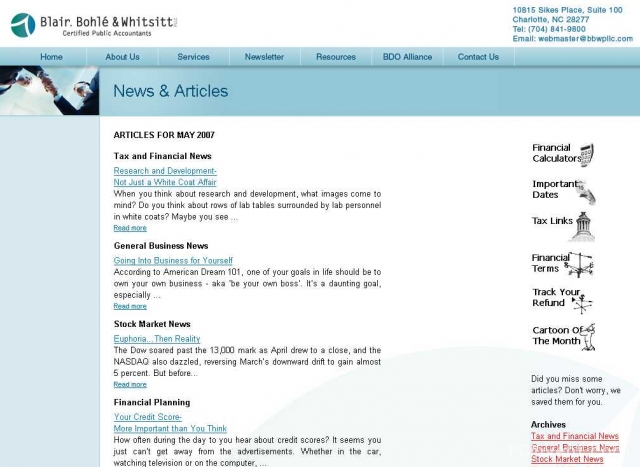 Blair, Bohlé & Whitsitt PLLC
Certified Public Accountants
10815 Sikes Place, Suite 100
Charlotte, NC 28277
Tel: (704) 841-9800
Email: webmaster@bbwpllc.com
Home About Us Services Newsletter Resources BDO Alliance Contact Us
News & Articles
ARTICLES FOR MAY 2007
Tax and Financial News
Research and Development-
Not Just a White Coat Affair
When you think about research and development, what images come to
mind? Do you think about rows of lab tables surrounded by lab personnel
in white coats? Maybe you see ...
Read more
General Business News
Going Into Business for Yourself
According to American Dream 101, one of your goals in life should be to
own your own business - aka 'be your own boss'. It's a daunting goal,
especially ...
Read more
Stock Market News
Euphoria...Then Reality
The Dow soared past the 13,000 mark as April drew to a close, and the
NASDAQ also dazzled, reversing March's downward drift to gain almost
5 percent. But before...
Read more
Financial Planning
Your Credit Score-
More Important than You Think
How often during the day to you hear about credit scores? It seems you
just can't get away from the advertisements. Whether in the car,
watching television or on the computer, ...
Financial
Calculators
Important
Dates
Tax Links
Financial
Terms
Track Your
Refund
Cartoon Of
The Month
Did you miss some
articles? Don't worry, we
saved them for you.
Archives
Tax and Financial News
General Business News
Stock Market News